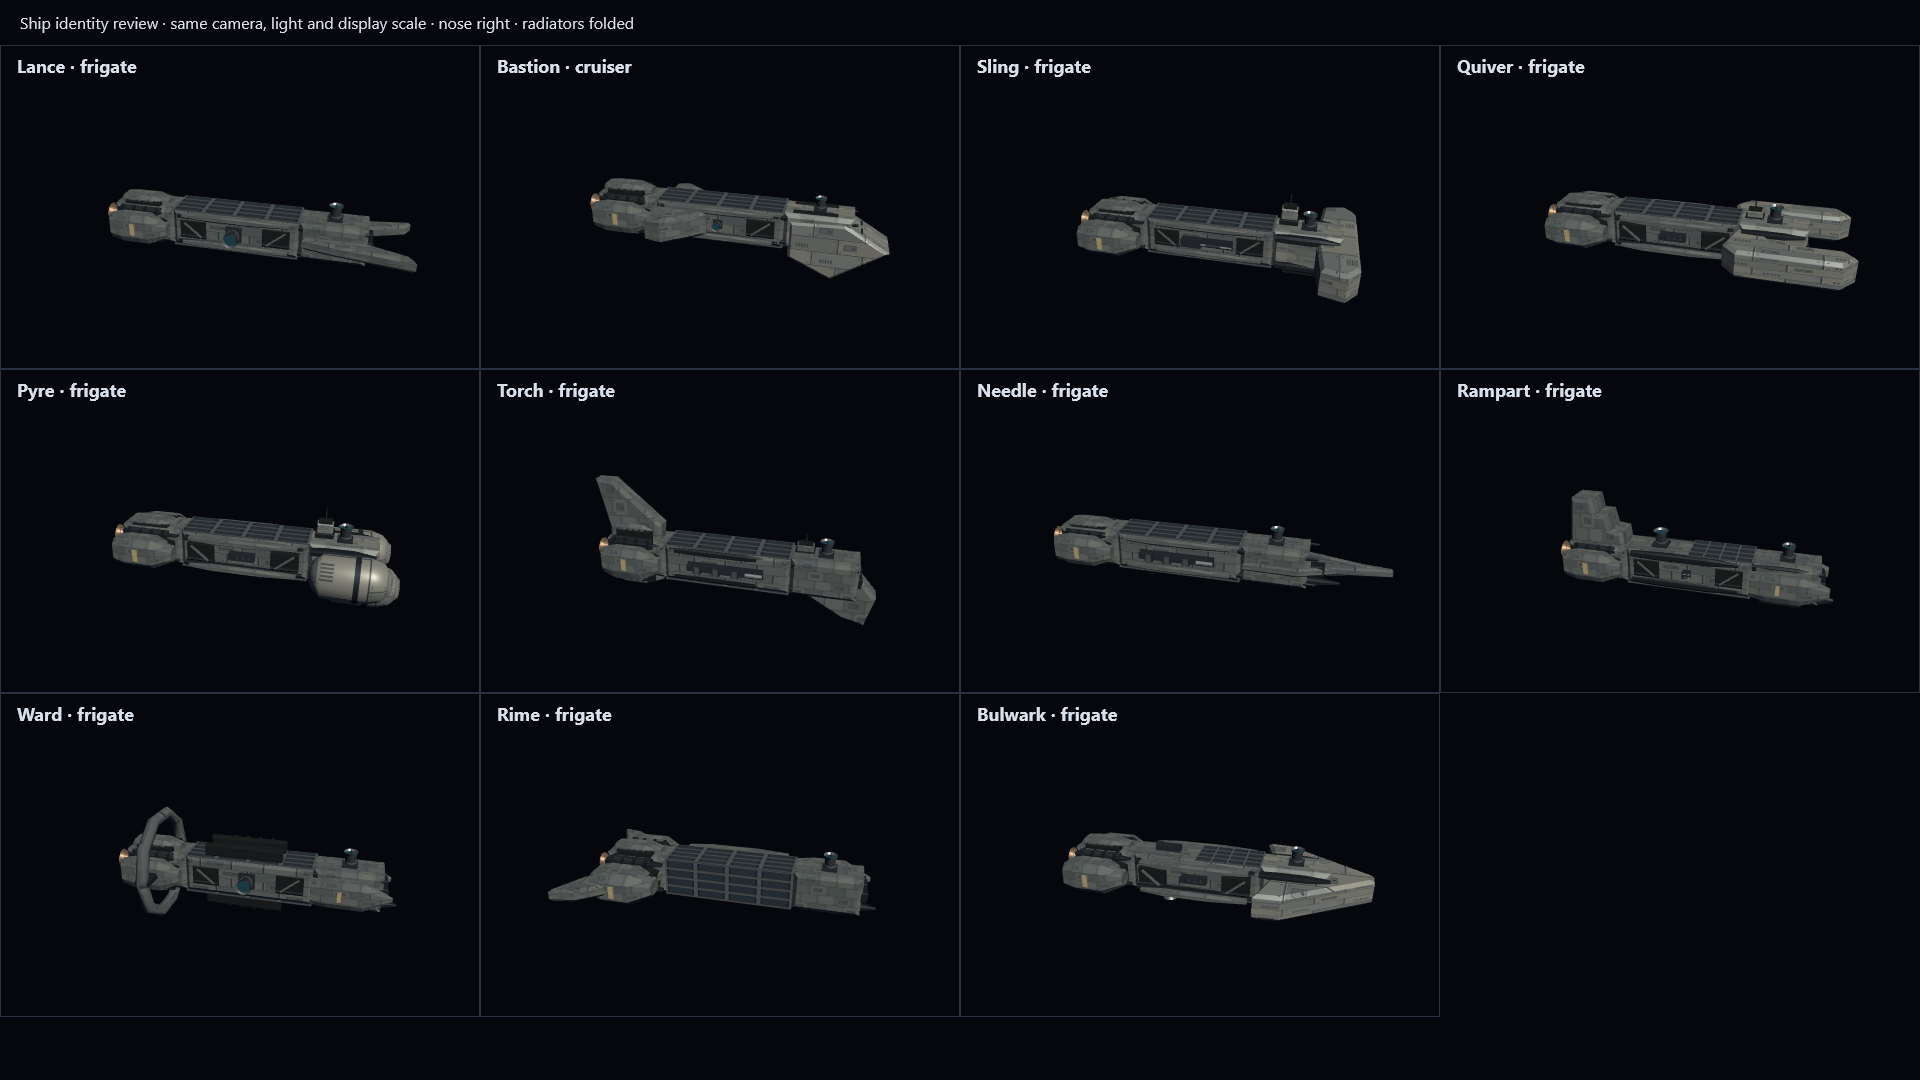 Ship identity review · same camera, light and display scale · nose right · radiators folded
Lance · frigate
Bastion · cruiser
Sling · frigate
Quiver · frigate
Pyre · frigate
Torch · frigate
Needle · frigate
Rampart · frigate
Ward · frigate
Rime · frigate
Bulwark · frigate